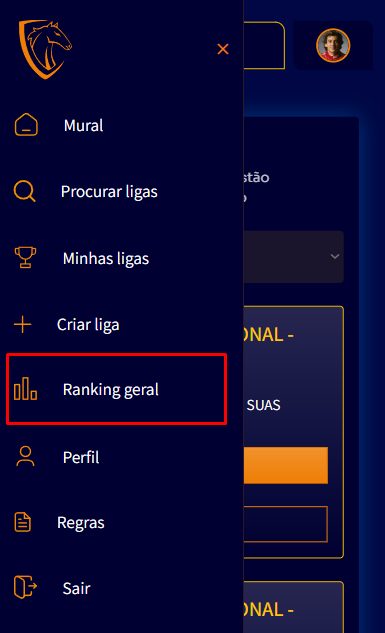 Mural
Procurar ligas
Minhas ligas
Criar liga
Ranking geral
Perfil
Regras
Sair
stão
o
ONAL -
SUAS
ONAL -